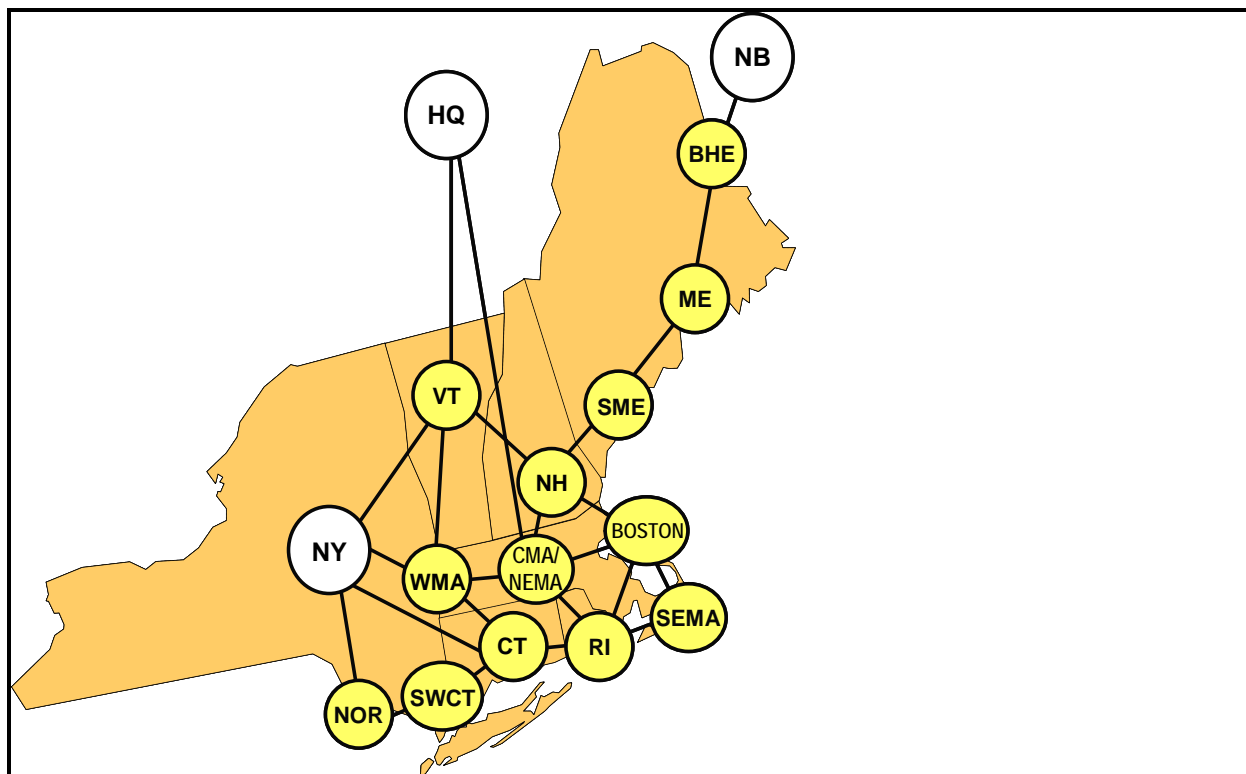 NB
HQ
BHE
ME
VT
SME
NH
BOSTON
NY
CMA/
NEMA
WMA
SEMA
CT
RI
SWCT
NOR